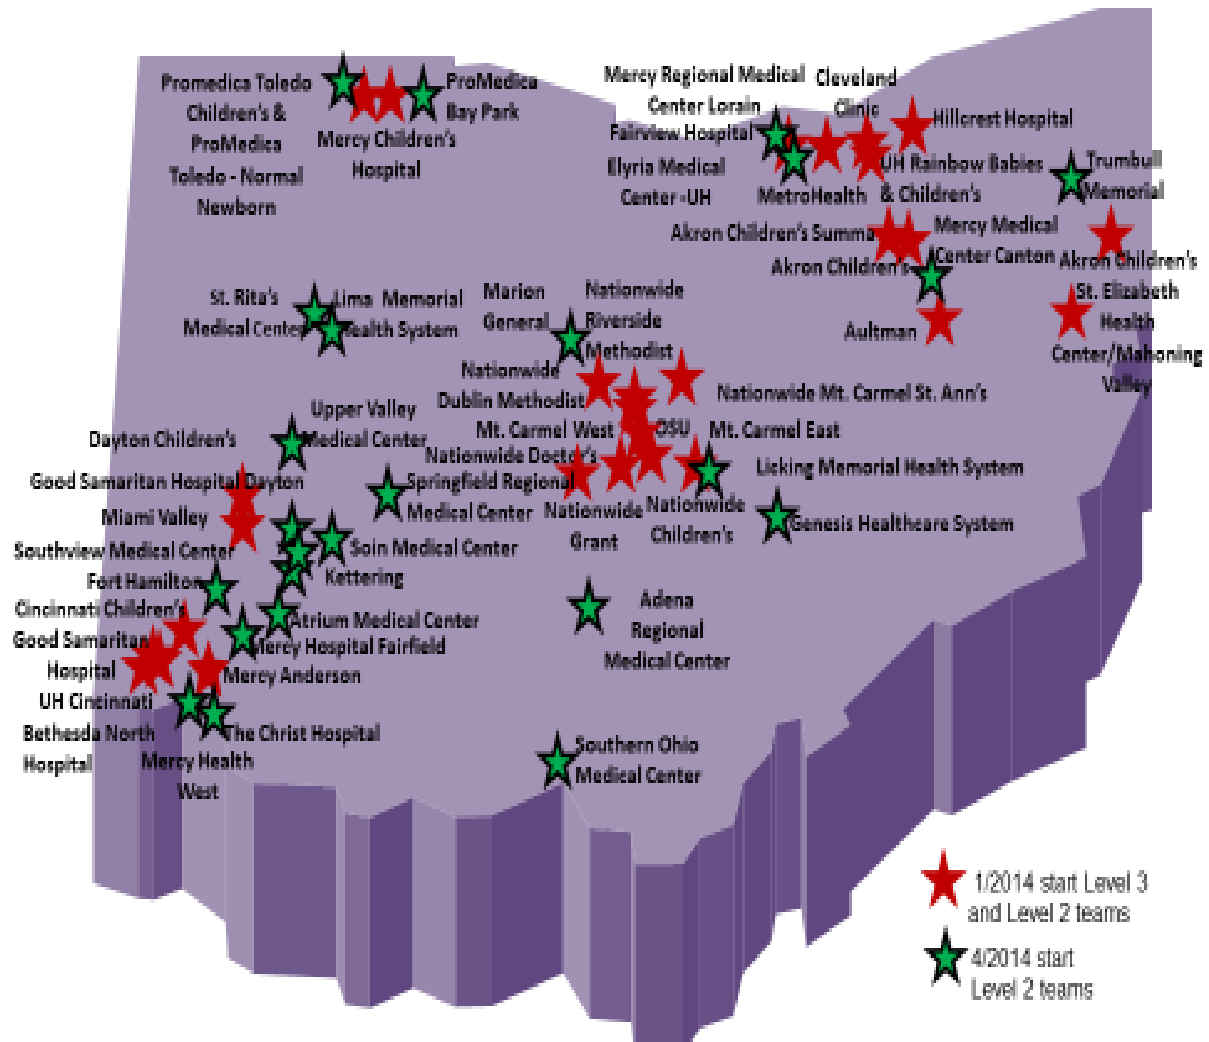 Promedica Toledo
Children's &
ProMedica
Toledo - Normal
Newborn
Mercy Children's
Hospital
ProMedica
Bay Park
Mercy Regional Medical
Center Lorain
Fairview Hospital
Elyria Medical
Center -UH
Cleveland
Clinic
Hillcrest Hospital
UH Rainbow Babies
& Children's
MetroHealth
Trumbull
Memorial
Akron Children's Summa
Akron Children's
Mercy Medical
Center Canton
Akron Children's
St. Elizabeth
Health
Center/Mahoning
Valley
Aultman
St. Rita's
Medical Center
Lima Memorial
Health System
Marion
General
Nationwide
Riverside
Methodist
Nationwide
Dublin Methodist
Nationwide Mt. Carmel St. Ann's
Mt. Carmel West
OSU
Mt. Carmel East
Nationwide Doctor's
Licking Memorial Health System
Nationwide
Grant
Nationwide
Children's
Genesis Healthcare System
Upper Valley
Medical Center
Dayton Children's
Good Samaritan Hospital Dayton
Springfield Regional
Medical Center
Miami Valley
Southview Medical Center
Soin Medical Center
Kettering
Fort Hamilton
Cincinnati Children's
Atrium Medical Center
Good Samaritan
Hospital
Mercy Hospital Fairfield
Mercy Anderson
UH Cincinnati
Bethesda North
Hospital
The Christ Hospital
Mercy Health
West
Adena
Regional
Medical Center
Southern Ohio
Medical Center
1/2014 start Level 3
and Level 2 teams
4/2014 start
Level 2 teams